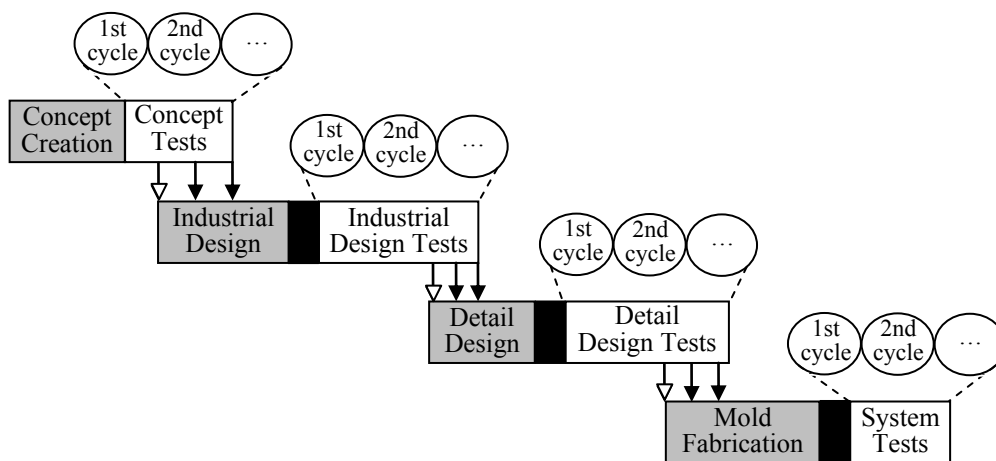 1st
cycle
2nd
cycle
...
Concept
Creation
Concept
Tests
1st
cycle
2nd
cycle
...
Industrial
Design
Industrial
Design Tests
1st
cycle
2nd
cycle
...
Detail
Design
Detail
Design Tests
1st
cycle
2nd
cycle
...
Mold
Fabrication
System
Tests